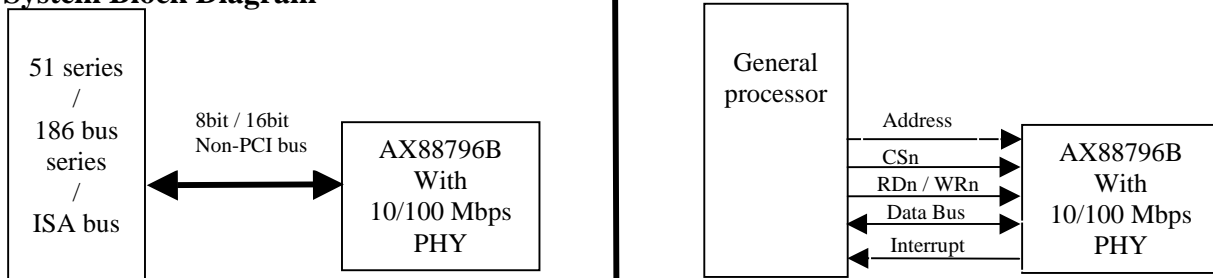 System Block Diagram
51 series
/
186 bus
series
/
ISA bus
8bit / 16bit
Non-PCI bus
AX88796B
With
10/100 Mbps
PHY
General
processor
Address
CSn
RDn / WRn
Data Bus
Interrupt
AX88796B
With
10/100 Mbps
PHY